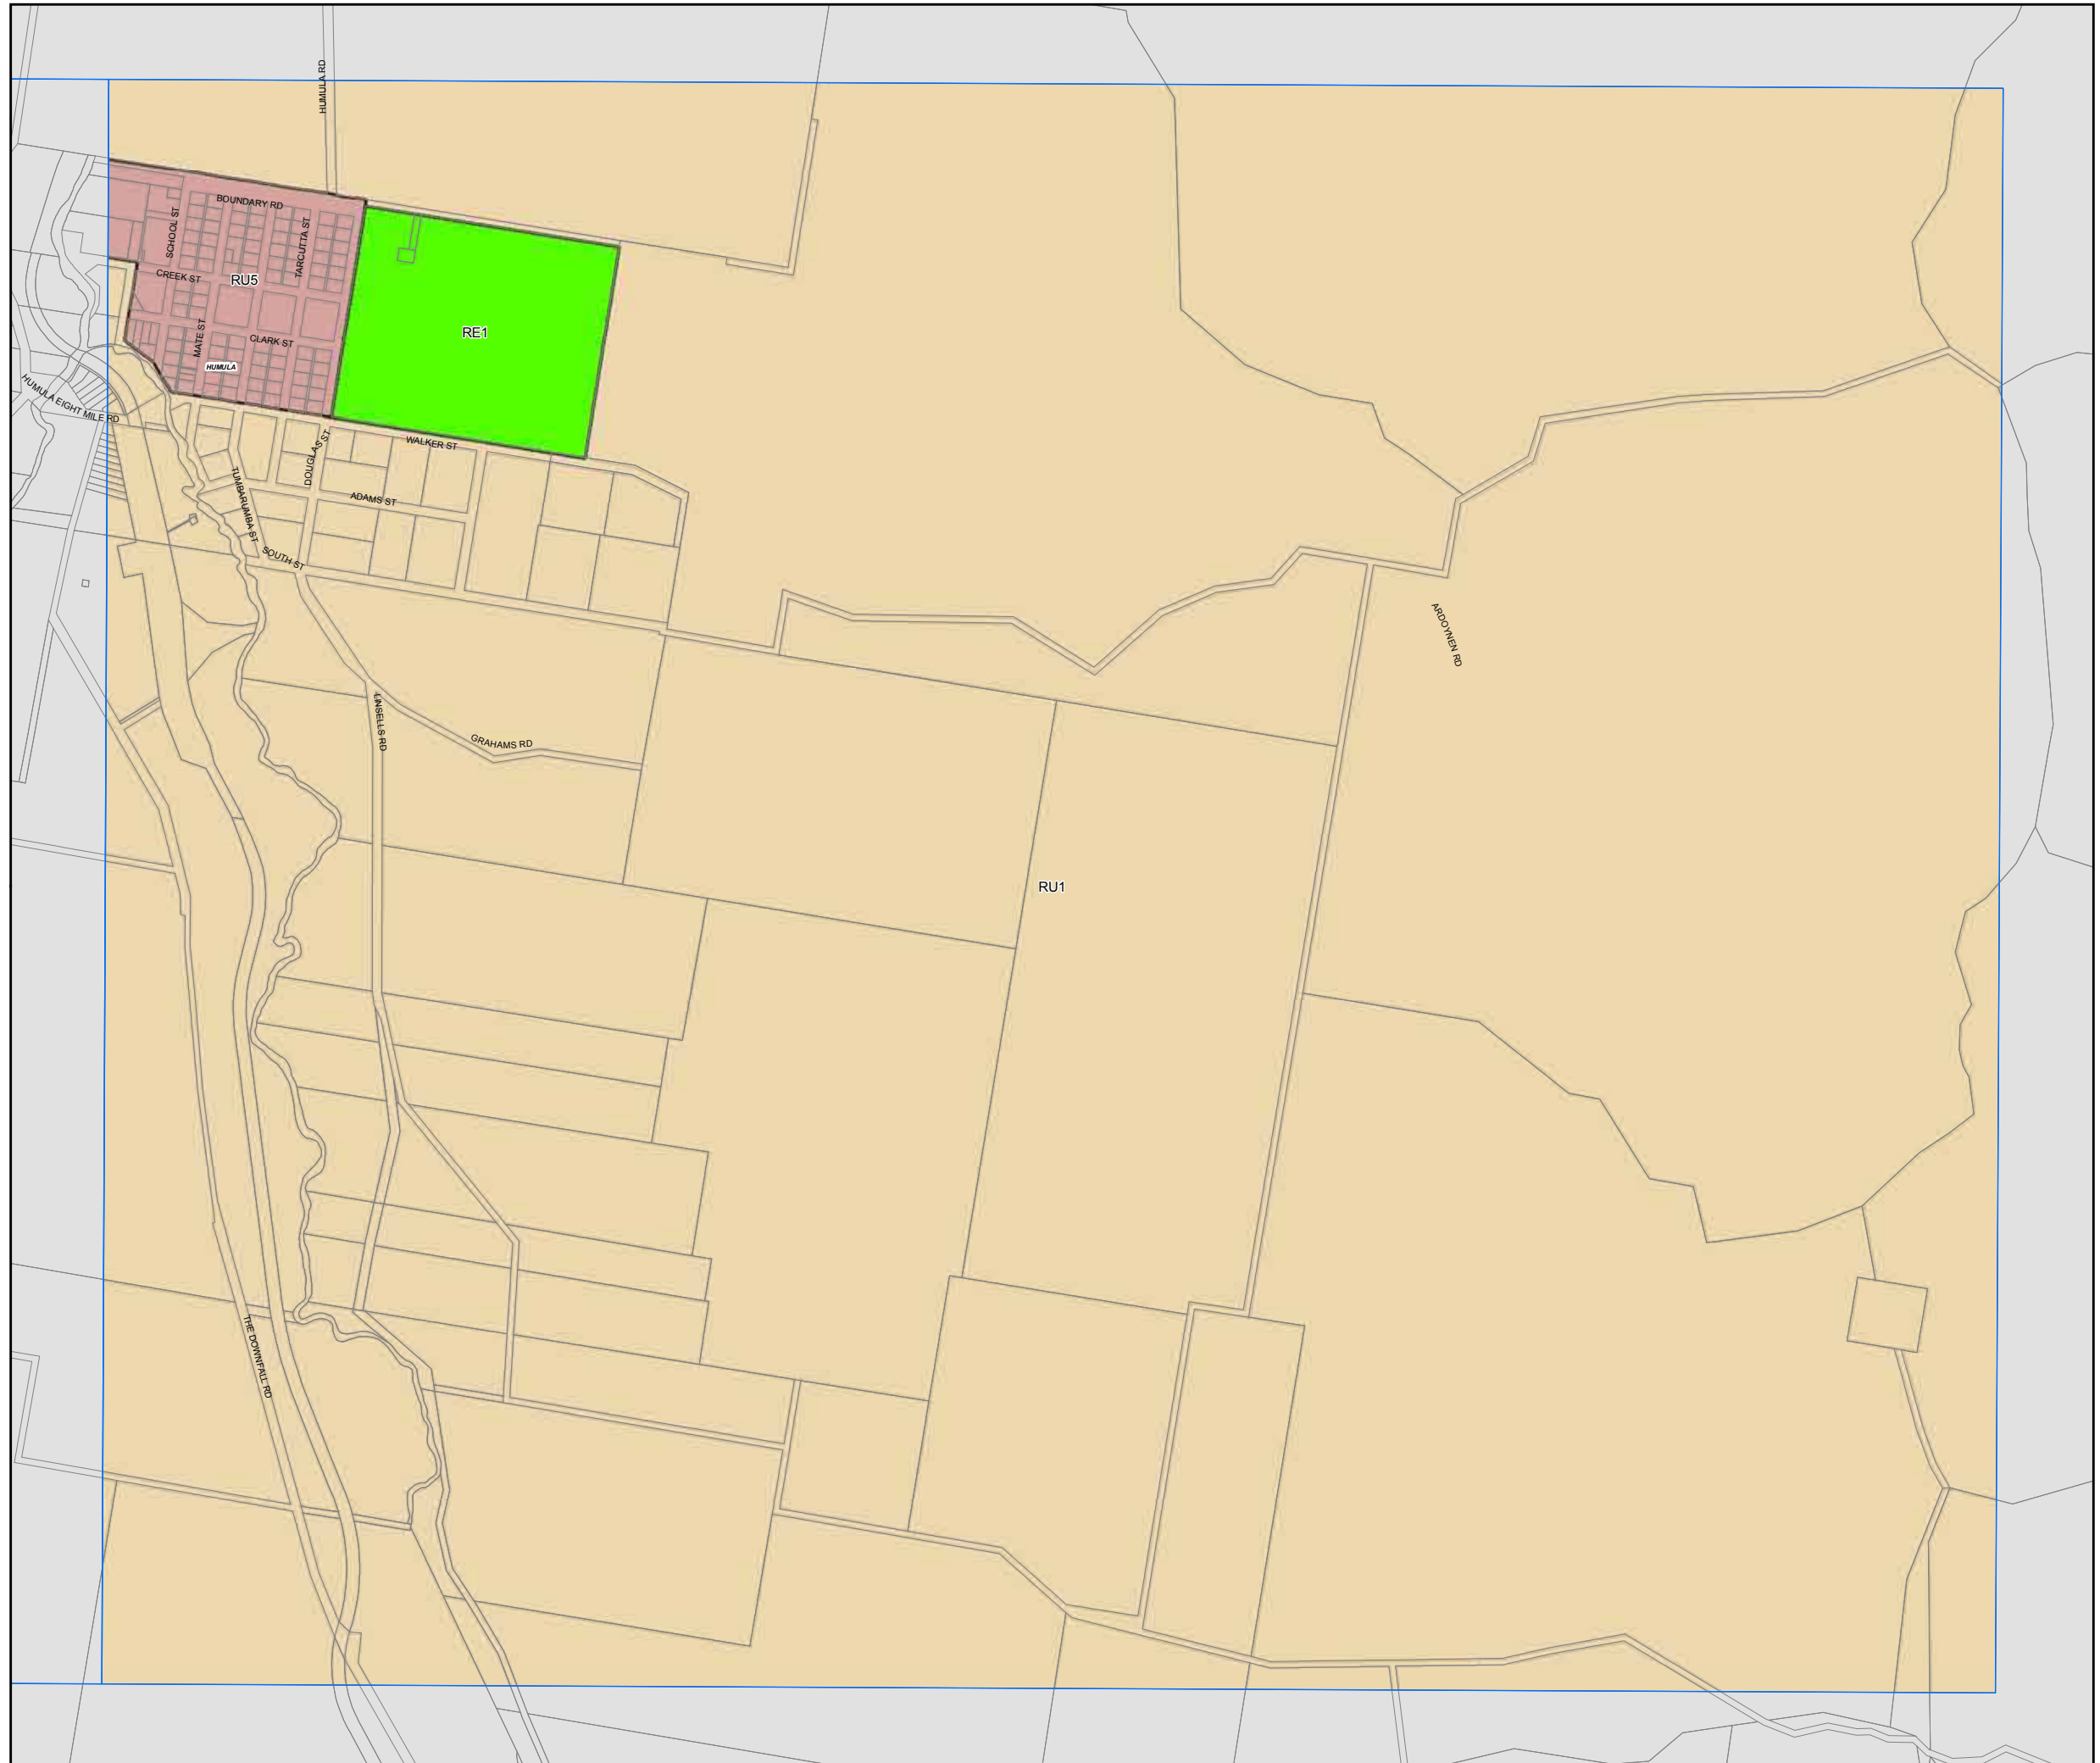 HUMULA RD
BOUNDARY RD
SCHOOL ST
TARCUTTA ST
CREEK ST
RU5
RE1
MATE ST
CLARK ST
HUMULA
HUMULA EIGHT MILE RD
WALKER ST
DOUGLAS ST
TUMBARUMBA ST
ADAMS ST
SOUTH ST
ARDOYNEN RD
LINSELLS RD
GRAHAMS RD
RU1
THE DOWNFALL RD